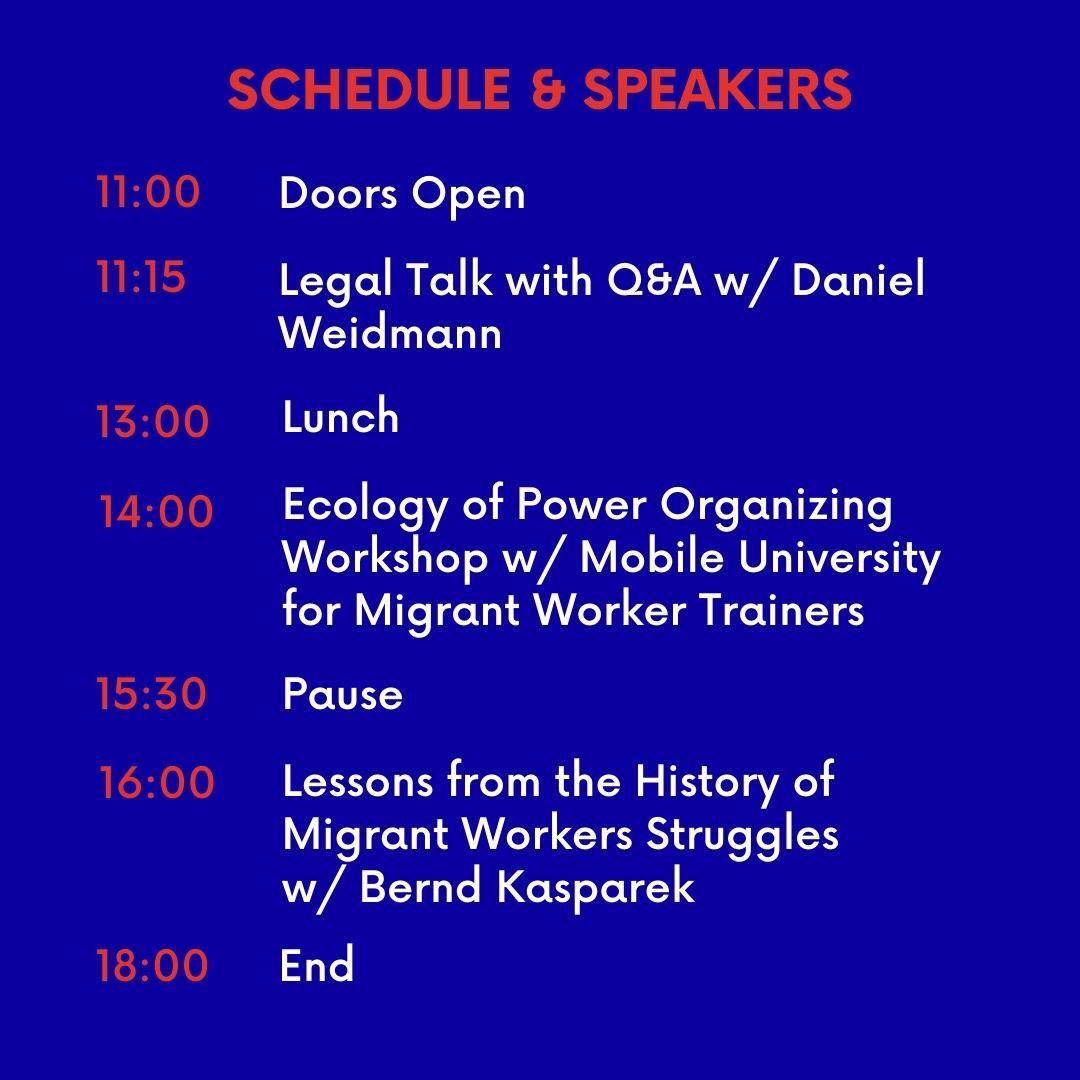 SCHEDULE & SPEAKERS
11:00 Doors Open
11:15 Legal Talk with Q&A w/ Daniel
Weidmann
13:00 Lunch
14:00 Ecology of Power Organizing
Workshop w/ Mobile University
for Migrant Worker Trainers
15:30 Pause
16:00 Lessons from the History of
Migrant Workers Struggles
w/ Bernd Kasparek
18:00 End